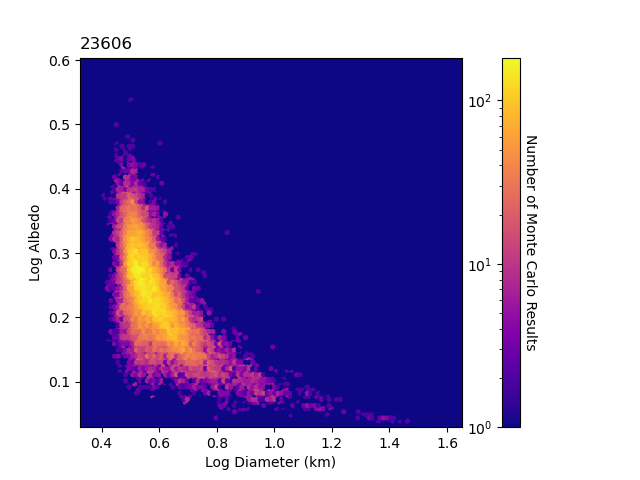 23606
0.6
0.5
0.4
0.3
0.2
0.1
Log Albedo
0.4 0.6 0.8 1.0 1.2 1.4 1.6
Log Diameter (km)
10²
10¹
10⁰
Number of Monte Carlo Results